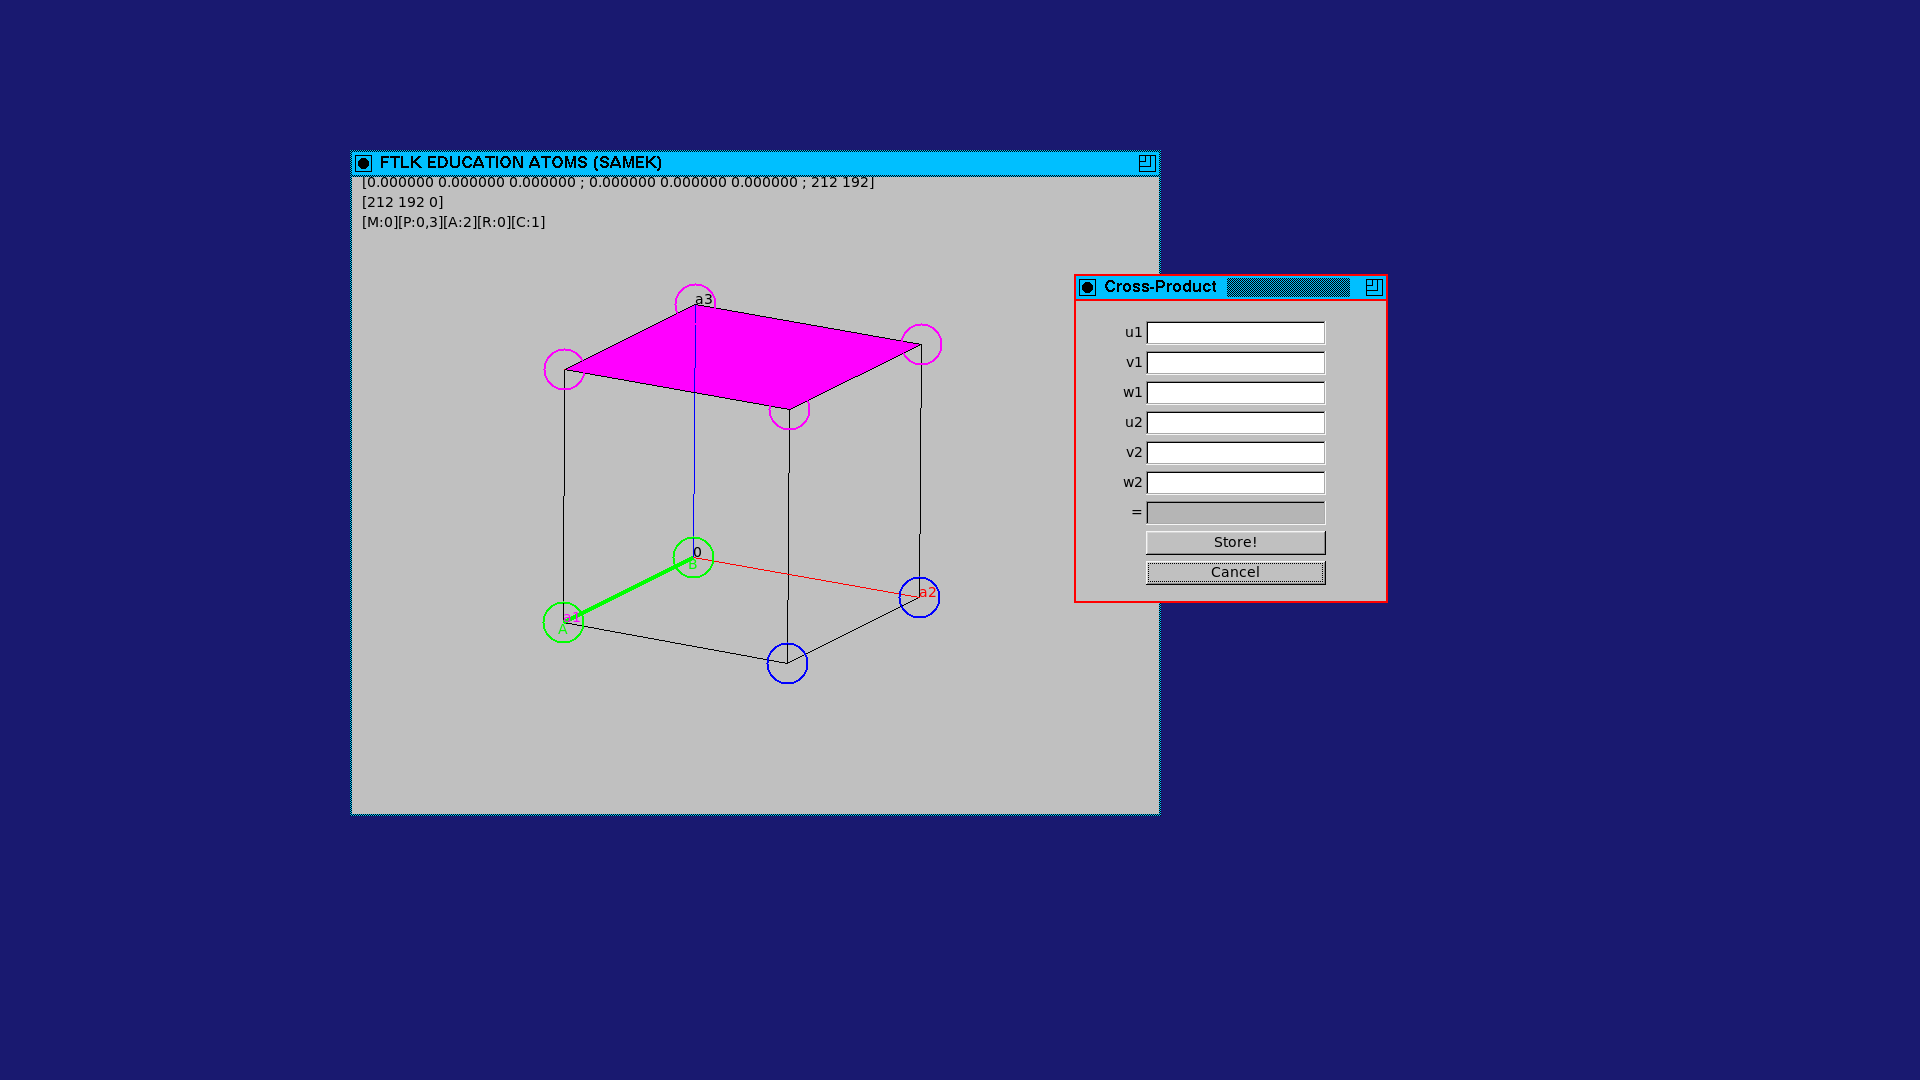 FTLK EDUCATION ATOMS (SAMEK)
[0.000000 0.000000 0.000000 ; 0.000000 0.000000 0.000000 ; 212 192]
[212 192 0]
[M:0][P:0,3][A:2][R:0][C:1]
a3
0
B
a1
A
a2
Cross-Product
u1
v1
w1
u2
v2
w2
=
Store!
Cancel